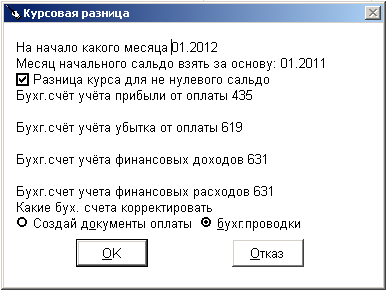 Курсовая разница
На начало какого месяца 01.2012
Месяц начального сальдо взять за основу: 01.2011
Разница курса для не нулевого сальдо
Бухг.счёт учёта прибыли от оплаты 435
Бухг.счёт учёта убытка от оплаты 619
Бухг.счет учёта финансовых доходов 631
Бухг.счет учета финансовых расходов 631
Какие бух. счета корректировать
Создай документы оплаты бухг.проводки
OK Отказ